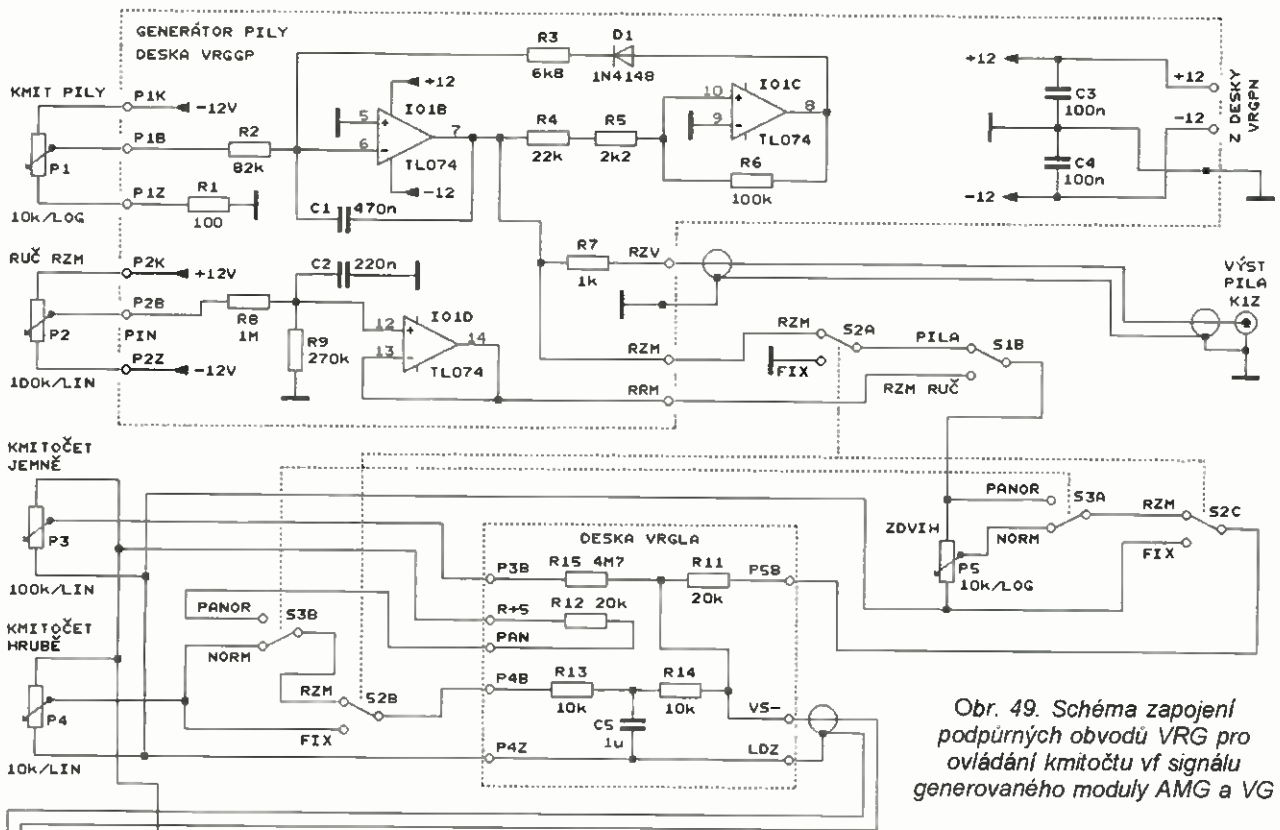 GENERÁTOR PILY
DESKA VRGGP
R3
6k8
D1
1N4148
KMIT PILY
P1K
-12V
P1B
R2
82k
P1
P1Z
R1
100
10k/LOG
+12
IO1B
5
6
7
TL074
-12
C1
470n
R4
22k
R5
2k2
IO1C
10
9
8
TL074
R6
100k
+12
C3
100n
C4
100n
-12
+12
-12
Z DESKY
VRGPN
RUČ RZM
P2K
+12V
P2B
P2
PIN
P2Z
-12V
100k/LIN
R8
1M
C2
220n
R9
270k
IO1D
12
13
14
TL074
R7
1k
RZV
RZM
RRM
RZM
FIX
S2A
PILA
RZM RUČ
S1B
VÝST
PILA
K1Z
KMITOČET
JEMNĚ
P3
100k/LIN
KMITOČET
HRUBĚ
P4
10k/LIN
PANOR
NORM
S3B
RZM
FIX
S2B
DESKA VRGLA
P3B
R15 4M7
R11
20k
P5B
R+5
R12 20k
PAN
P4B
R13
10k
R14
10k
C5
1u
VS-
P4Z
LDZ
ZDVIH
P5
10k/LOG
PANOR
NORM
S3A
RZM
FIX
S2C
Obr. 49. Schéma zapojení
podpůrných obvodů VRG pro
ovládání kmitočtu vf signálu
generovaného moduly AMG a VG